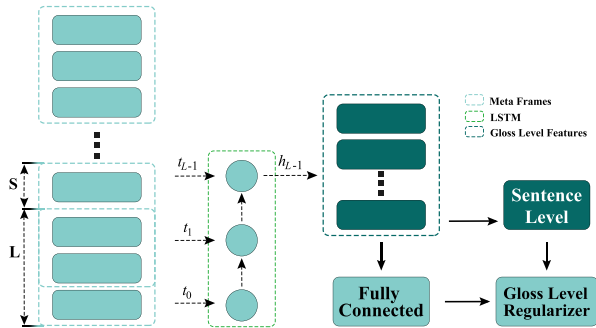 Meta Frames
LSTM
Gloss Level Features
S
L
t_{L-1}
h_{L-1}
t_1
t_0
Sentence
Level
Fully
Connected
Gloss Level
Regularizer